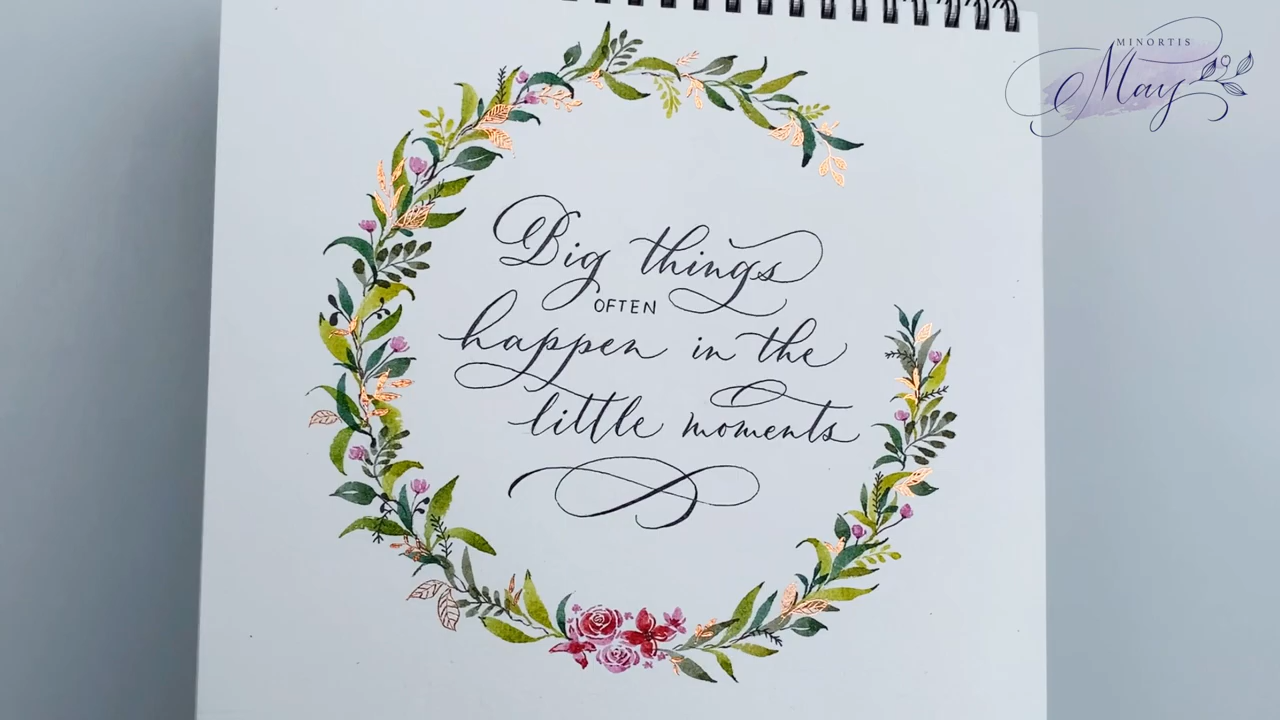 MINORTIS
May
Big things
OFTEN
happen in the
little moments